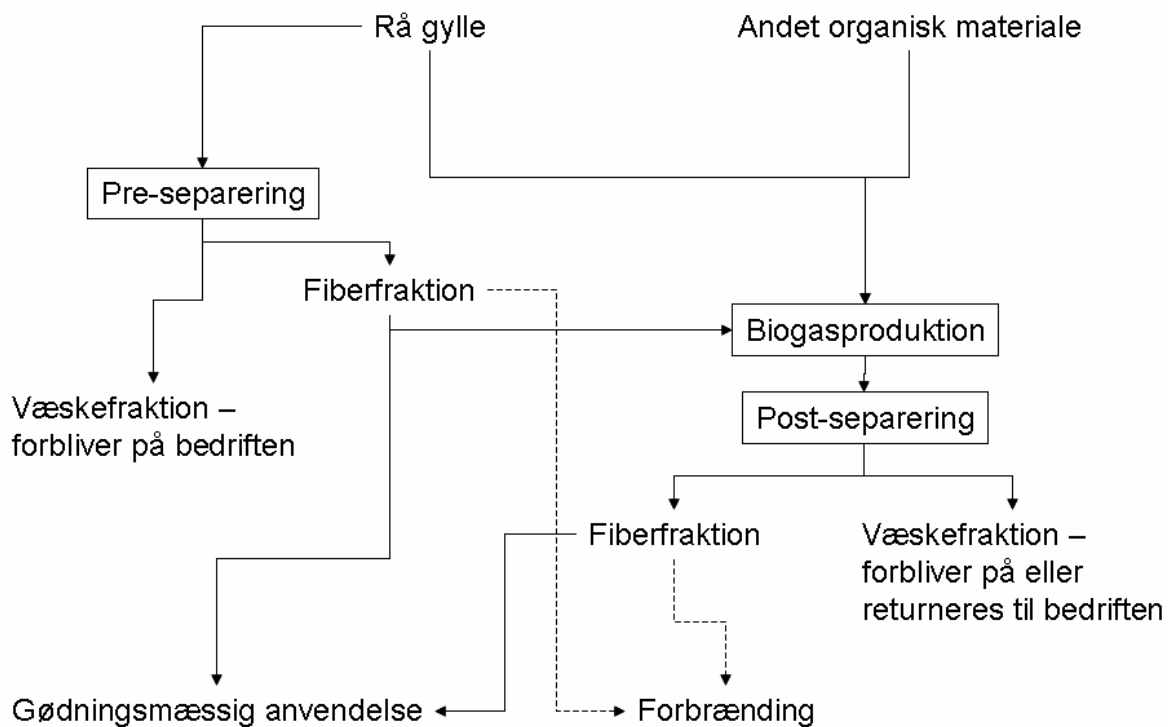 Rå gylle
Andet organisk materiale
Pre-separering
Fiberfraktion
Biogasproduktion
Væskefraktion –
forbliver på bedriften
Post-separering
Fiberfraktion
Væskefraktion –
forbliver på eller
returneres til bedriften
Gødningsmæssig anvendelse
Forbrænding